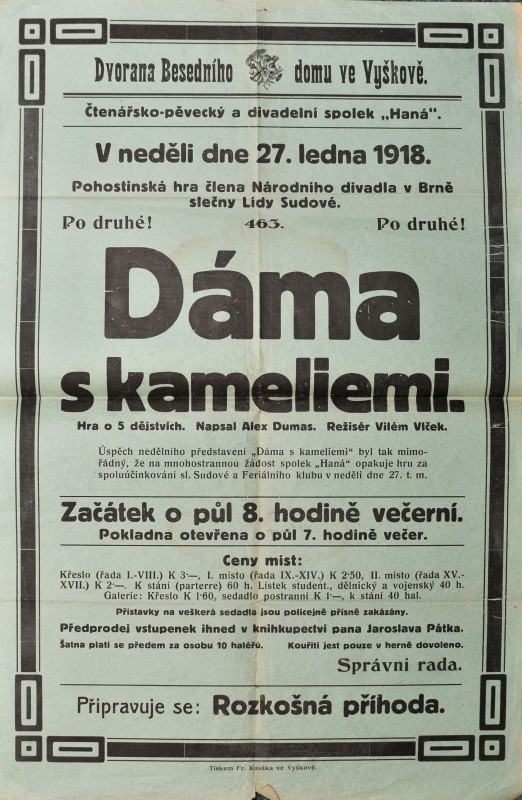 Dvorana Besedního domu ve Vyškově.
Čtenářsko-pěvecký a divadelní spolek „Haná“.
V neděli dne 27. ledna 1918.
Pohostinská hra člena Národního divadla v Brně
slečny Lídy Sudové.
Po druhé! 463. Po druhé!
Dáma
s kameliemi.
Hra o 5 dějstvích. Napsal Alex Dumas. Režisér Vilém Vlček.
Úspěch nedělního představení „Dáma s kameliemi“ byl tak mimo-
řádný, že na mnohostrannou žádost spolek „Haná“ opakuje hru za
spoluúčinkování sl. Sudové a Feriálního klubu v neděli dne 27. t. m.
Začátek o půl 8. hodině večerní.
Pokladna otevřena o půl 7. hodině večer.
Ceny míst:
Křeslo (řada I.-VIII.) K 3·—, I. místo (řada IX.-XIV.) K 2·50, II. místo (řada XV.-
XVII.) K 2·—. K stání (parterre) 60 h. Lístek student., dělnický a vojenský 40 h.
Galerie: Křeslo K 1·60, sedadlo postranní K 1·—, k stání 40 hal.
Přístavky na veškerá sedadla jsou policejně přísně zakázány.
Předprodej vstupenek ihned v knihkupectví pana Jaroslava Pátka.
Šatna platí se předem za osobu 10 haléřů. Kouřiti jest pouze v herně dovoleno.
Správní rada.
Připravuje se: Rozkošná příhoda.
Tiskem Fr. Kusáka ve Vyškově.